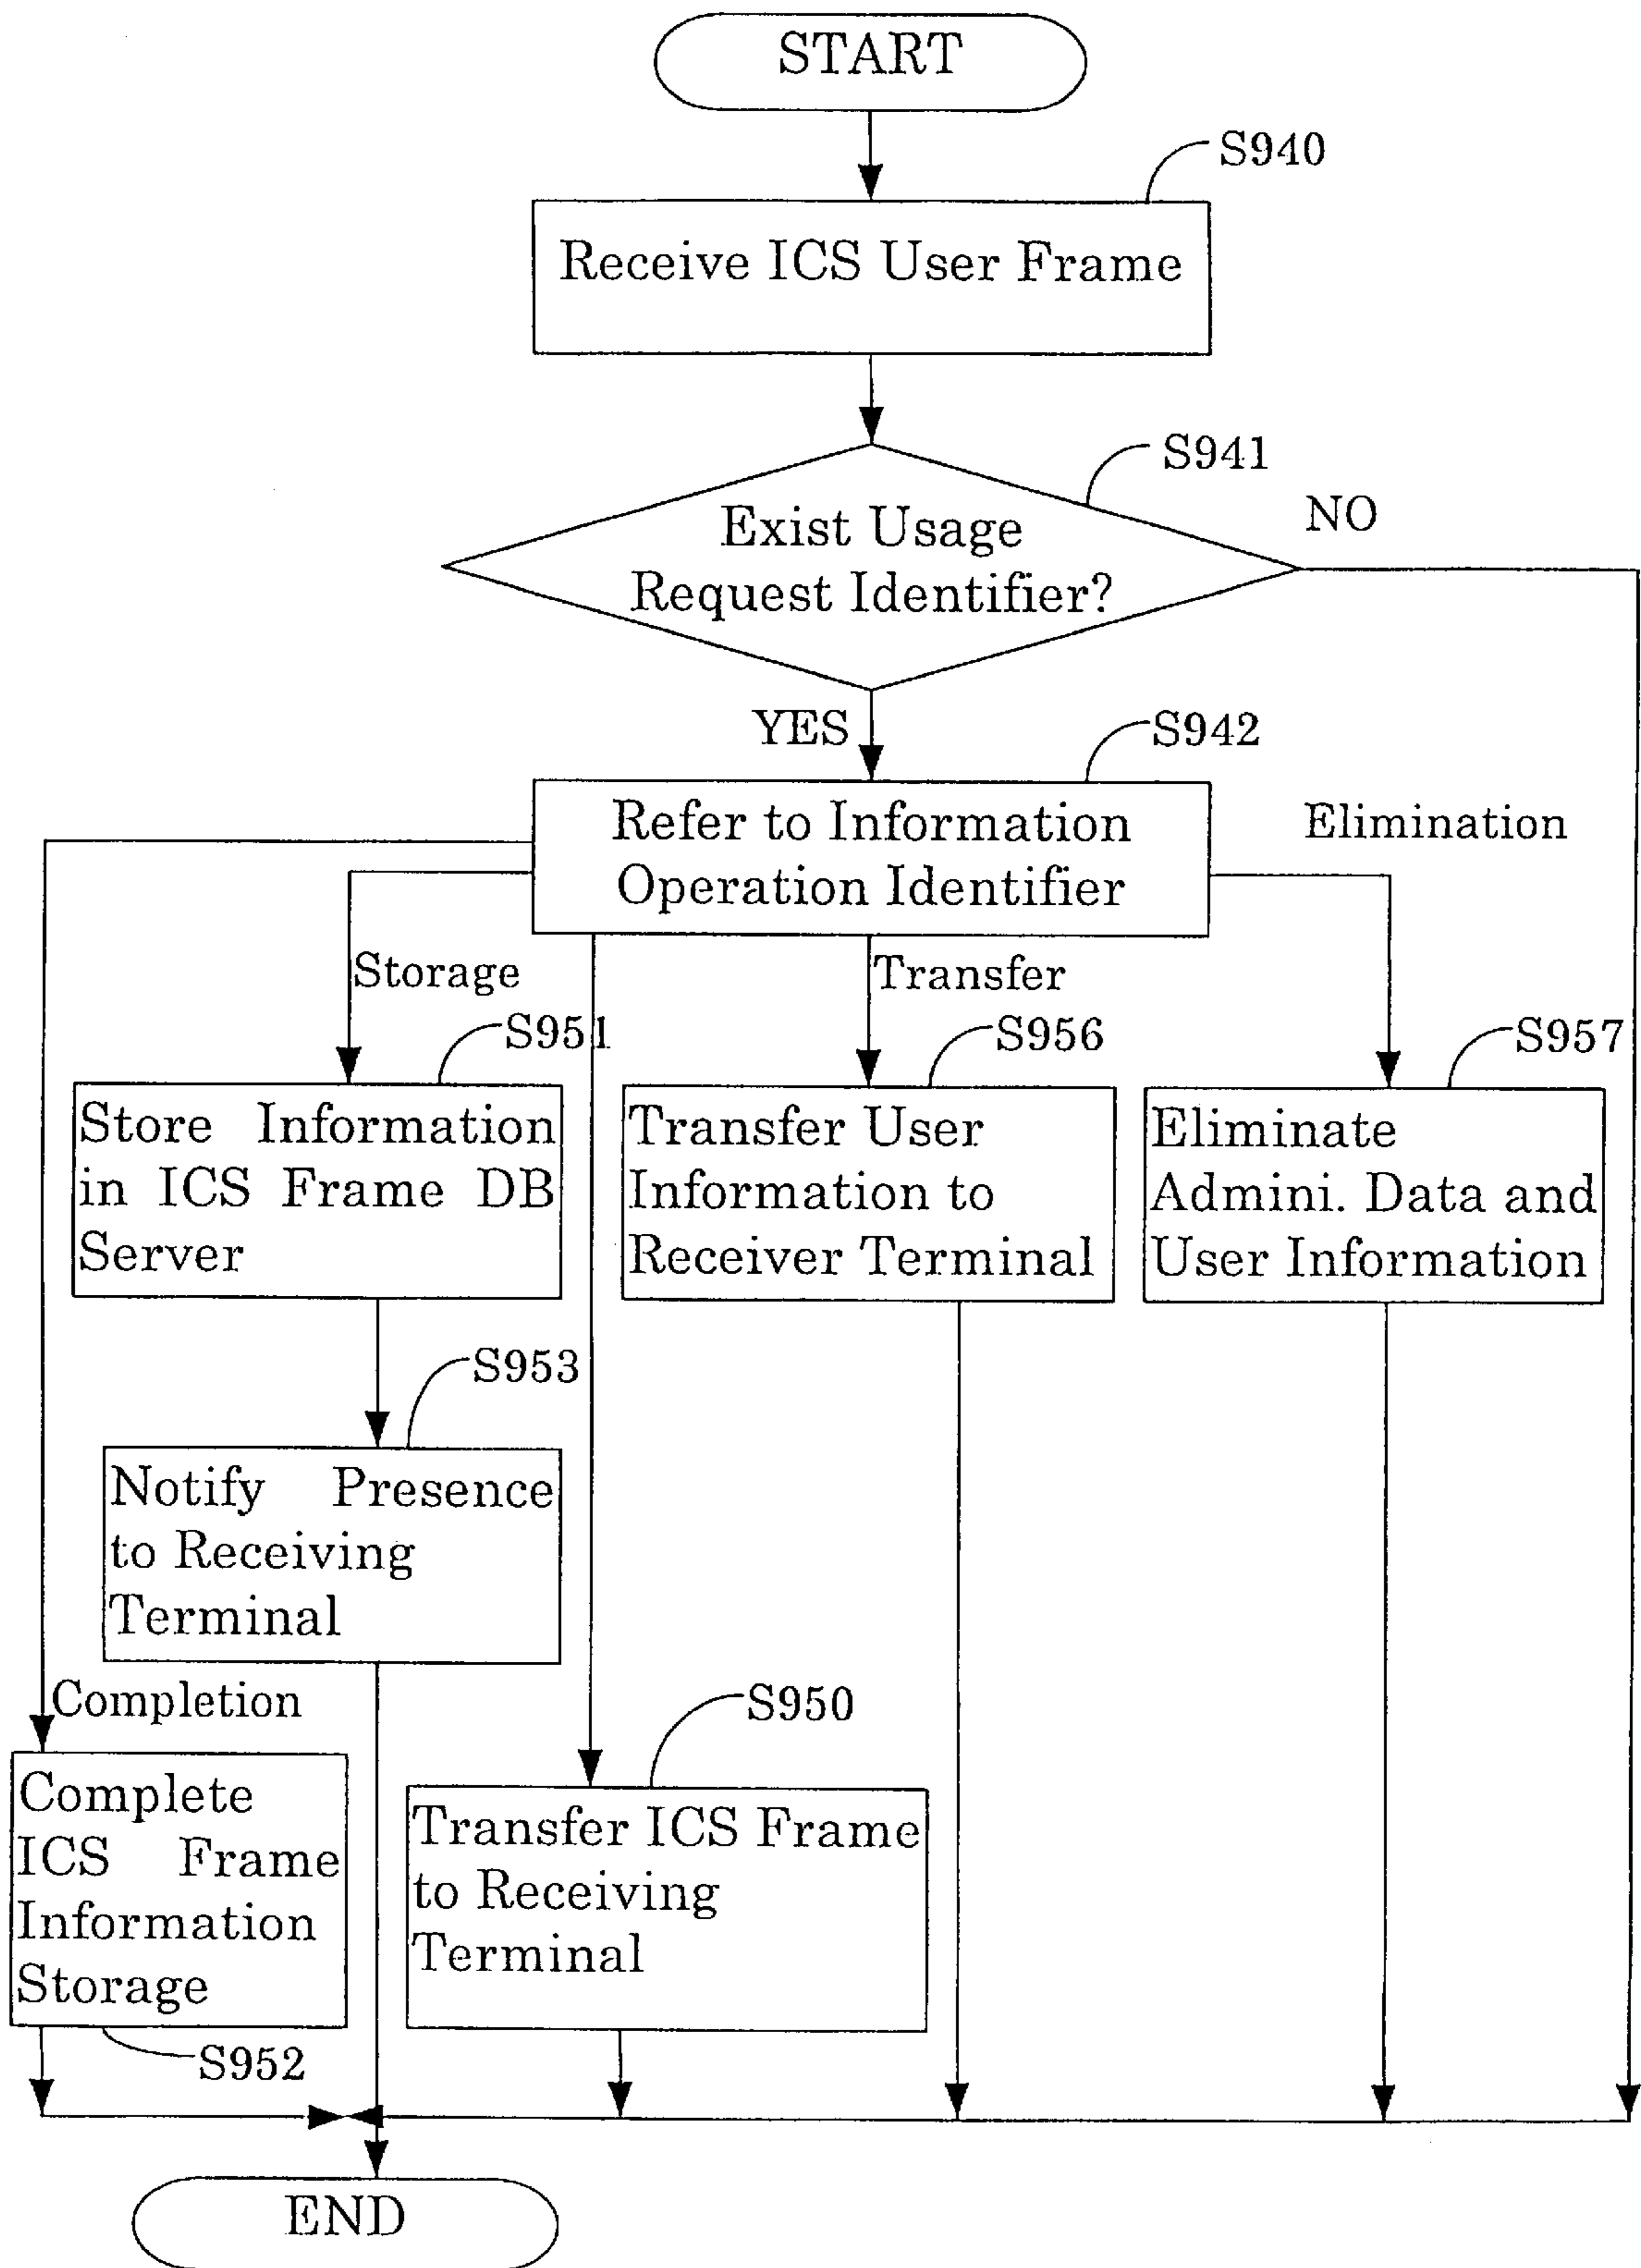 START
S940
Receive ICS User Frame
S941
Exist Usage
Request Identifier?
NO
YES
S942
Refer to Information
Operation Identifier
Elimination
Storage
Transfer
S951
S956
S957
Store Information
in ICS Frame DB
Server
Transfer User
Information to
Receiver Terminal
Eliminate
Admini. Data and
User Information
S953
Notify Presence
to Receiving
Terminal
Completion
S950
Complete
ICS Frame
Information
Storage
Transfer ICS Frame
to Receiving
Terminal
S952
END